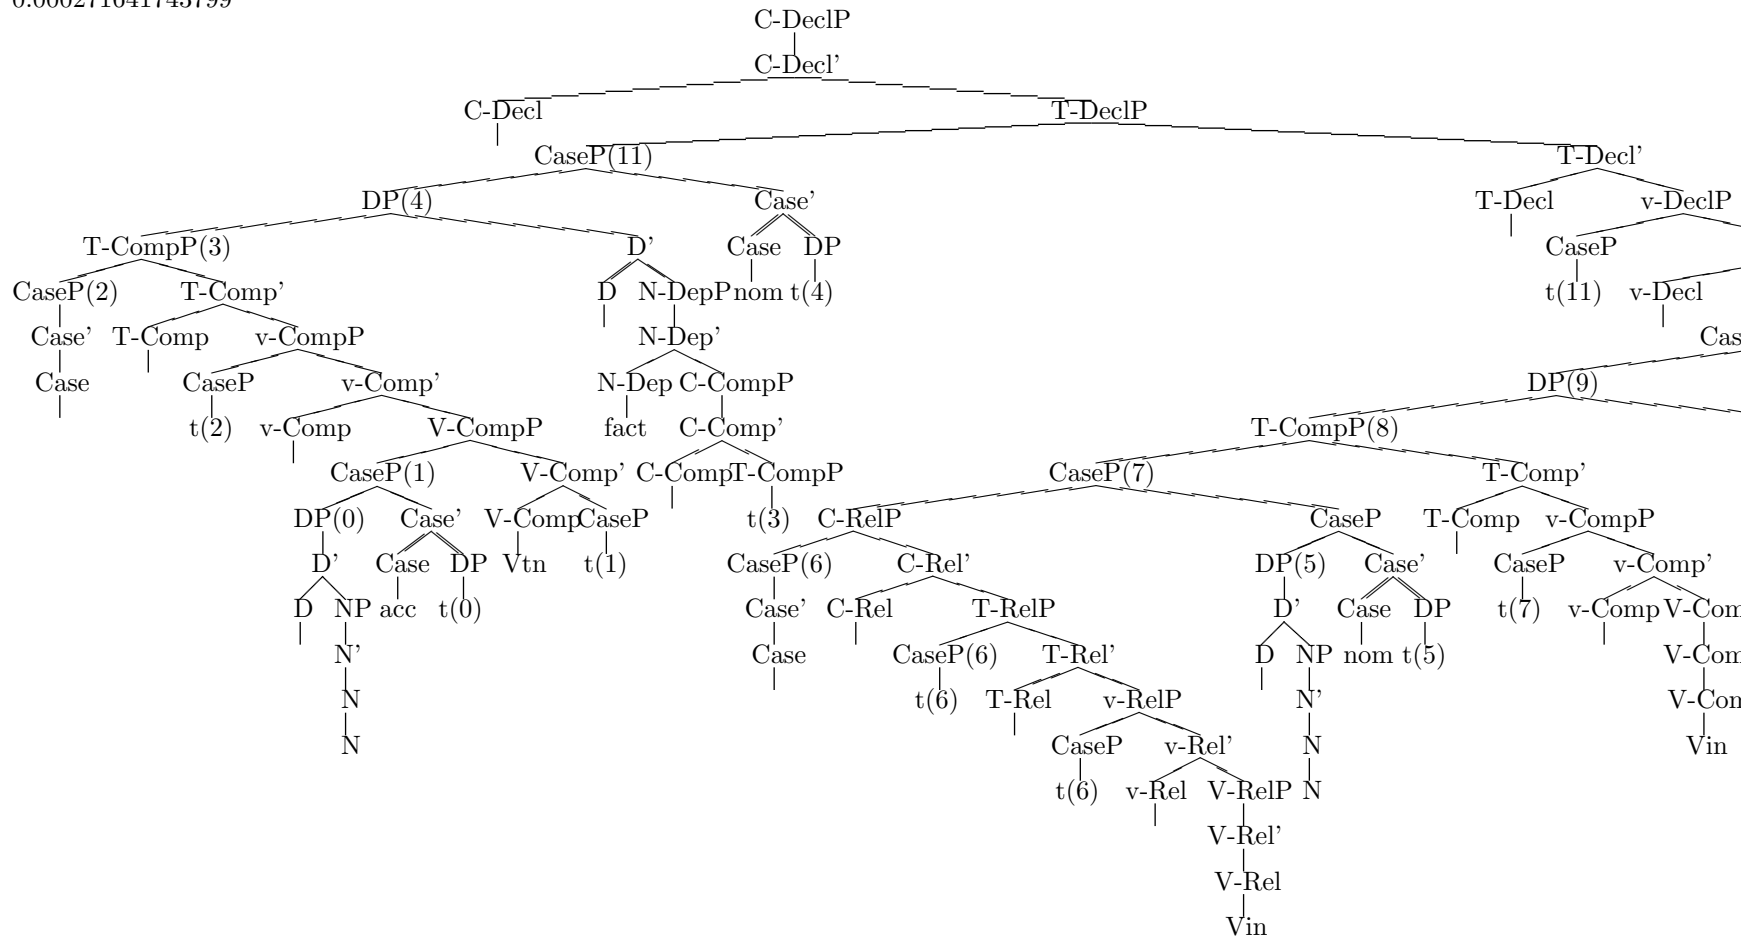 0.000271641743799
C-DeclP
C-Decl’
C-Decl T-DeclP
CaseP(11) T-Decl’
DP(4) Case’ T-Decl v-DeclP
T-CompP(3) D’ Case DP CaseP
CaseP(2) T-Comp’ D N-DepP nom t(4) t(11) v-Decl
Case’ T-Comp v-CompP N-Dep’ Cas
Case CaseP v-Comp’ N-Dep C-CompP DP(9)
t(2) v-Comp V-CompP fact C-Comp’ T-CompP(8)
CaseP(1) V-Comp’ C-Comp T-CompP CaseP(7) T-Comp’
DP(0) Case’ V-Comp CaseP t(3) C-RelP CaseP T-Comp v-CompP
D’ Case DP Vtn t(1) CaseP(6) C-Rel’ DP(5) Case’ CaseP v-Comp’
D NP acc t(0) Case’ C-Rel T-RelP D’ Case DP t(7) v-Comp V-Com
N’ Case CaseP(6) T-Rel’ D NP nom t(5) V-Com
N t(6) T-Rel v-RelP N’ V-Com
N CaseP v-Rel’ N Vin
t(6) v-Rel V-RelP N
V-Rel’
V-Rel
Vin